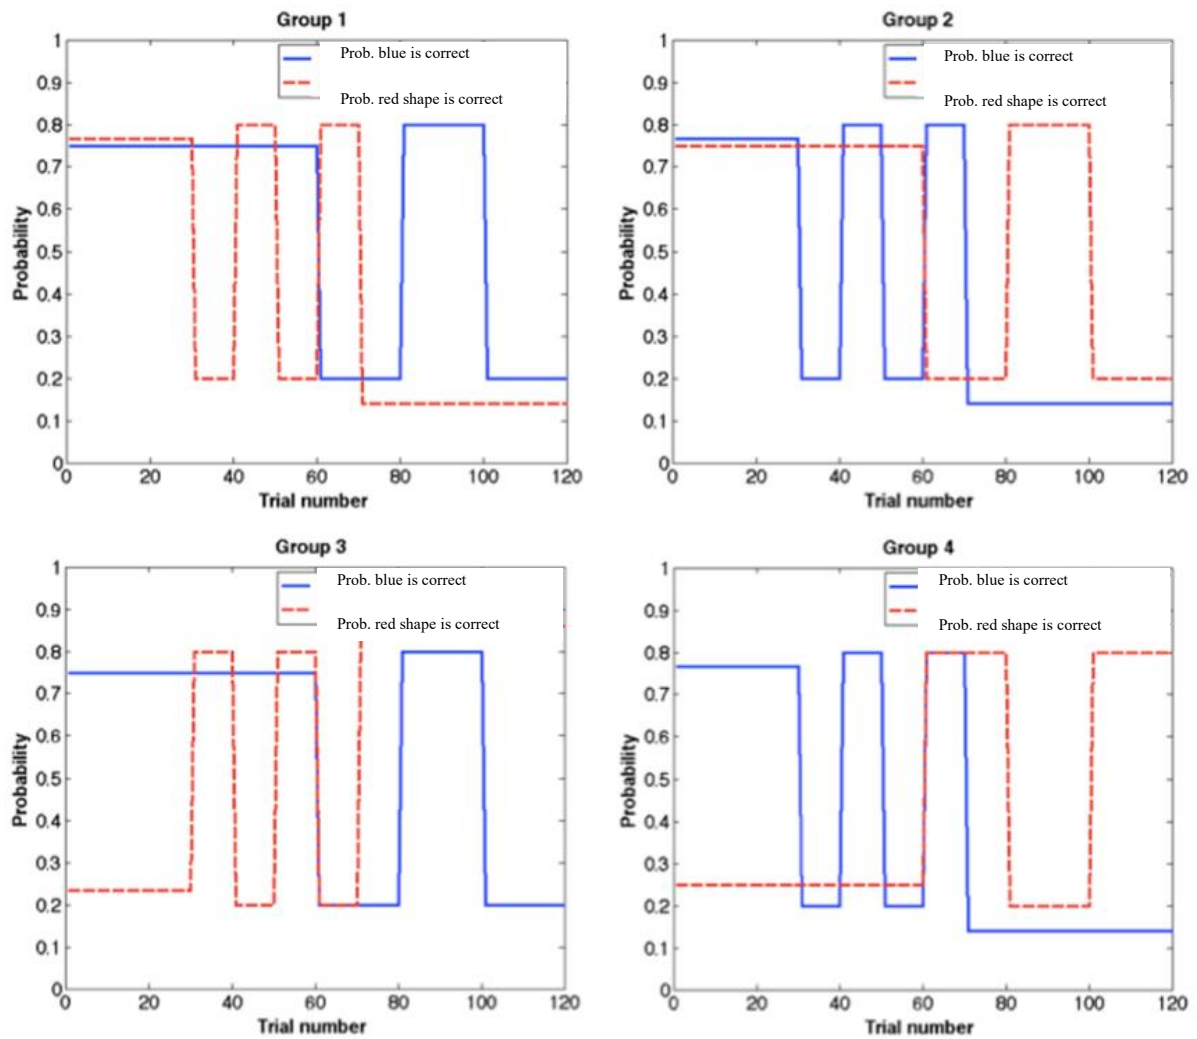 Group 1
Prob. blue is correct
Prob. red shape is correct
Probability
1
0.9
0.8
0.7
0.6
0.5
0.4
0.3
0.2
0.1
0
0 20 40 60 80 100 120
Trial number
Group 2
Prob. blue is correct
Prob. red shape is correct
Probability
1
0.9
0.8
0.7
0.6
0.5
0.4
0.3
0.2
0.1
0
0 20 40 60 80 100 120
Trial number
Group 3
Prob. blue is correct
Prob. red shape is correct
Probability
1
0.9
0.8
0.7
0.6
0.5
0.4
0.3
0.2
0.1
0
0 20 40 60 80 100 120
Trial number
Group 4
Prob. blue is correct
Prob. red shape is correct
Probability
1
0.9
0.8
0.7
0.6
0.5
0.4
0.3
0.2
0.1
0
0 20 40 60 80 100 120
Trial number